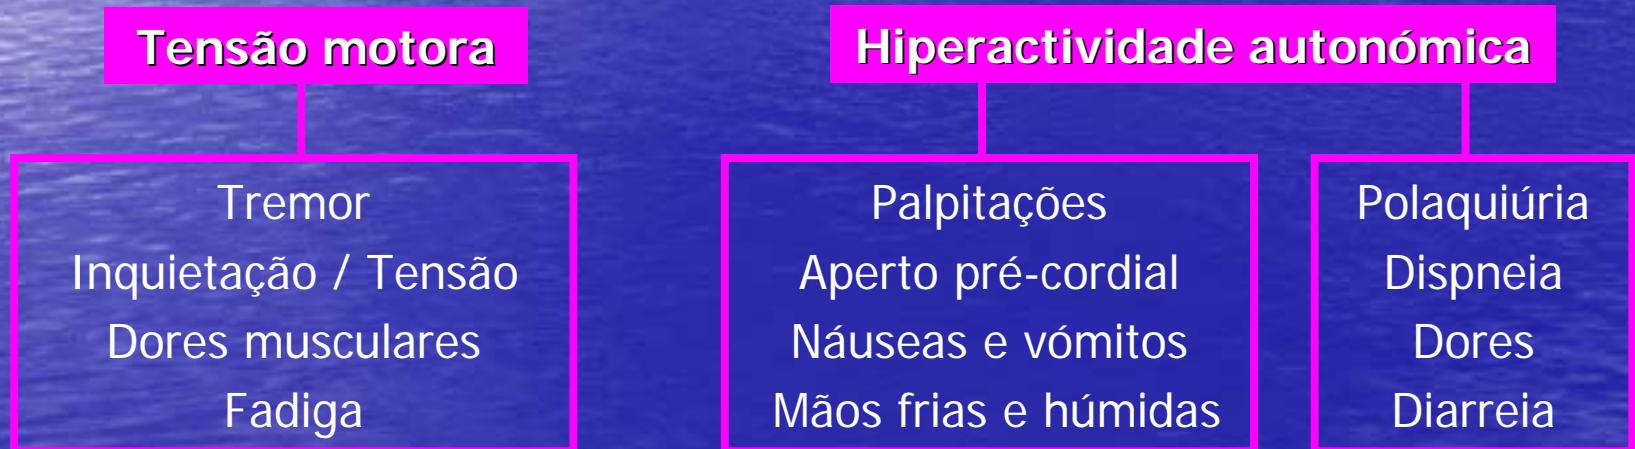 Tensão motora
Tremor
Inquietação / Tensão
Dores musculares
Fadiga
Hiperactividade autonómica
Palpitações
Aperto pré-cordial
Náuseas e vómitos
Mãos frias e húmidas
Polaquiúria
Dispneia
Dores
Diarreia